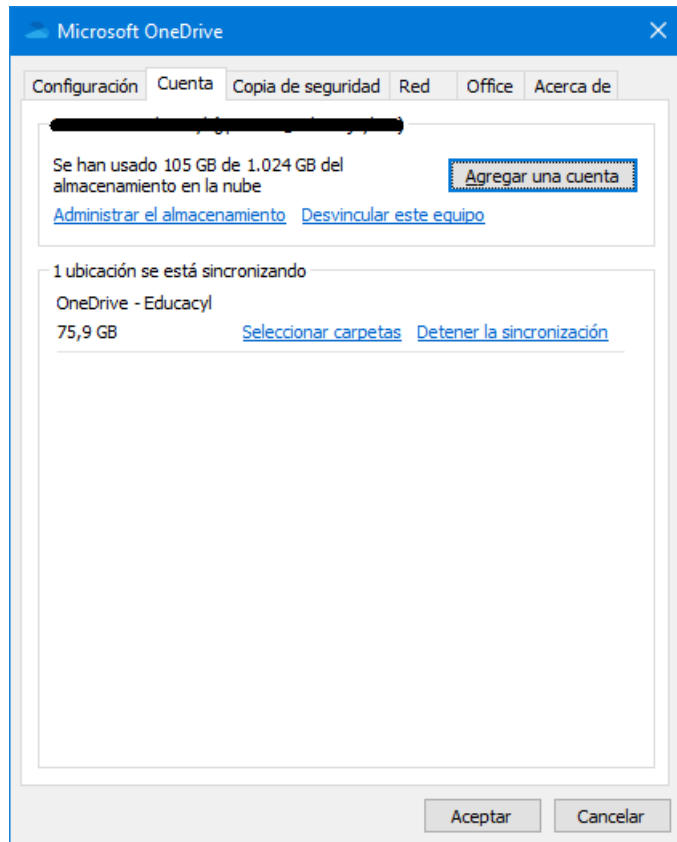 Microsoft OneDrive
Configuración Cuenta Copia de seguridad Red Office Acerca de
Se han usado 105 GB de 1.024 GB del
almacenamiento en la nube
Agregar una cuenta
Administrar el almacenamiento Desvincular este equipo
1 ubicación se está sincronizando
OneDrive - Educacyl
75,9 GB Seleccionar carpetas Detener la sincronización
Aceptar Cancelar